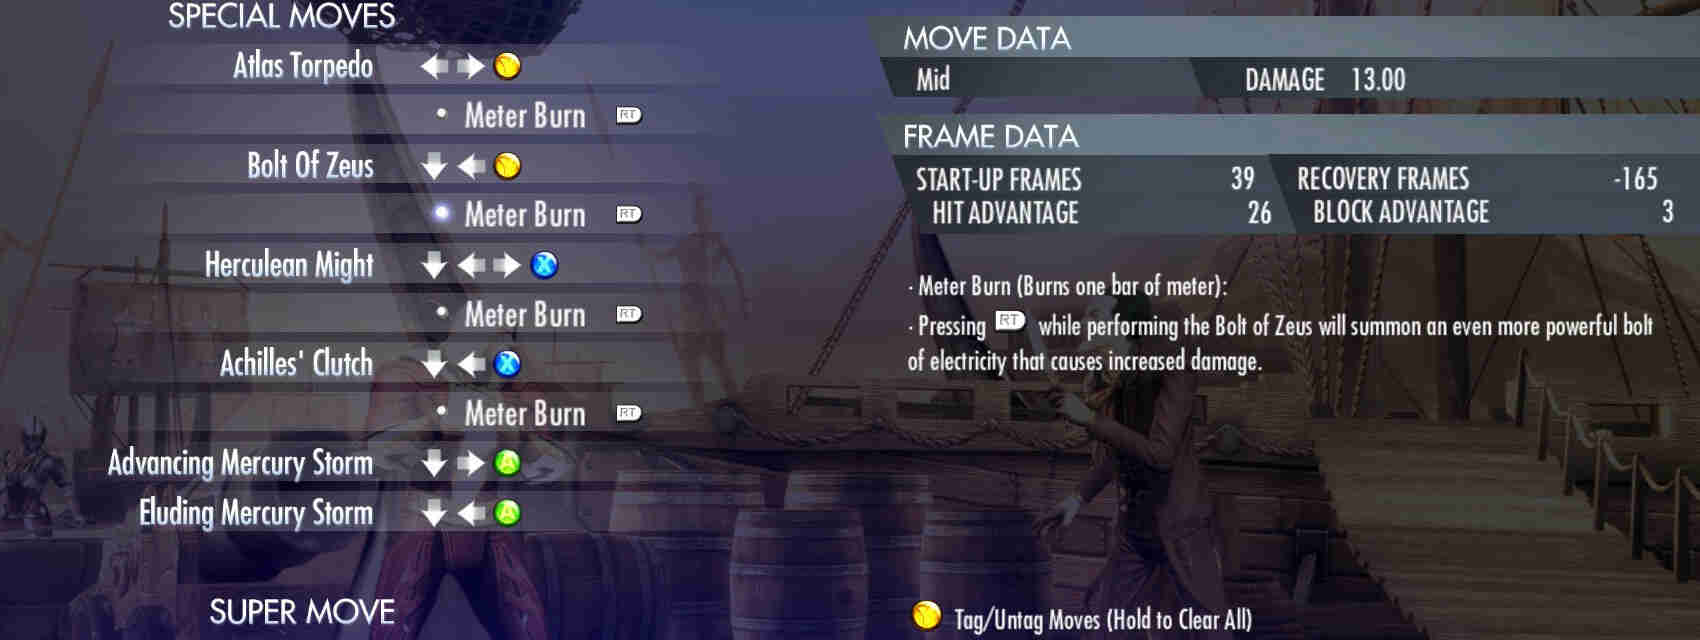 SPECIAL MOVES
Atlas Torpedo Y
Meter Burn RT
Bolt Of Zeus Y
Meter Burn RT
Herculean Might X
Meter Burn RT
Achilles' Clutch X
Meter Burn RT
Advancing Mercury Storm A
Eluding Mercury Storm A
SUPER MOVE
MOVE DATA
Mid DAMAGE 13.00
FRAME DATA
START-UP FRAMES 39 RECOVERY FRAMES -165
HIT ADVANTAGE 26 BLOCK ADVANTAGE 3
· Meter Burn (Burns one bar of meter):
· Pressing RT while performing the Bolt of Zeus will summon an even more powerful bolt
of electricity that causes increased damage.
Y Tag/Untag Moves (Hold to Clear All)